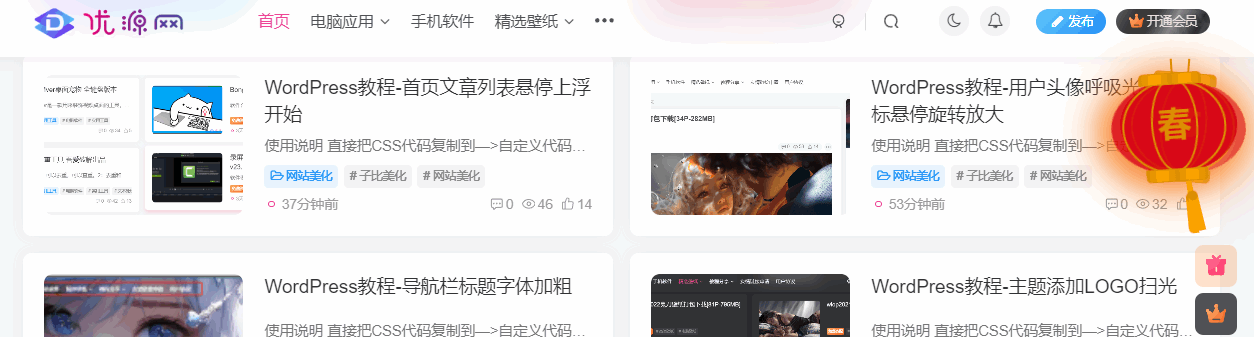 优源网 首页 电脑应用 手机软件 精选壁纸 ••• 发布 开通会员
WordPress教程-首页文章列表悬停上浮
开始
使用说明 直接把CSS代码复制到—>自定义代码…
网站美化 # 子比美化 # 网站美化
37分钟前 0 46 14
WordPress教程-用户头像呼吸光
标悬停旋转放大
使用说明 直接把CSS代码复制到—>自
网站美化 # 子比美化 # 网站美化
53分钟前 0 32
春
WordPress教程-导航栏标题字体加粗
使用说明 直接把CSS代码复制到—>自定义代码…
WordPress教程-主题添加LOGO扫光
使用说明 直接把CSS代码复制到—>自定义代码…